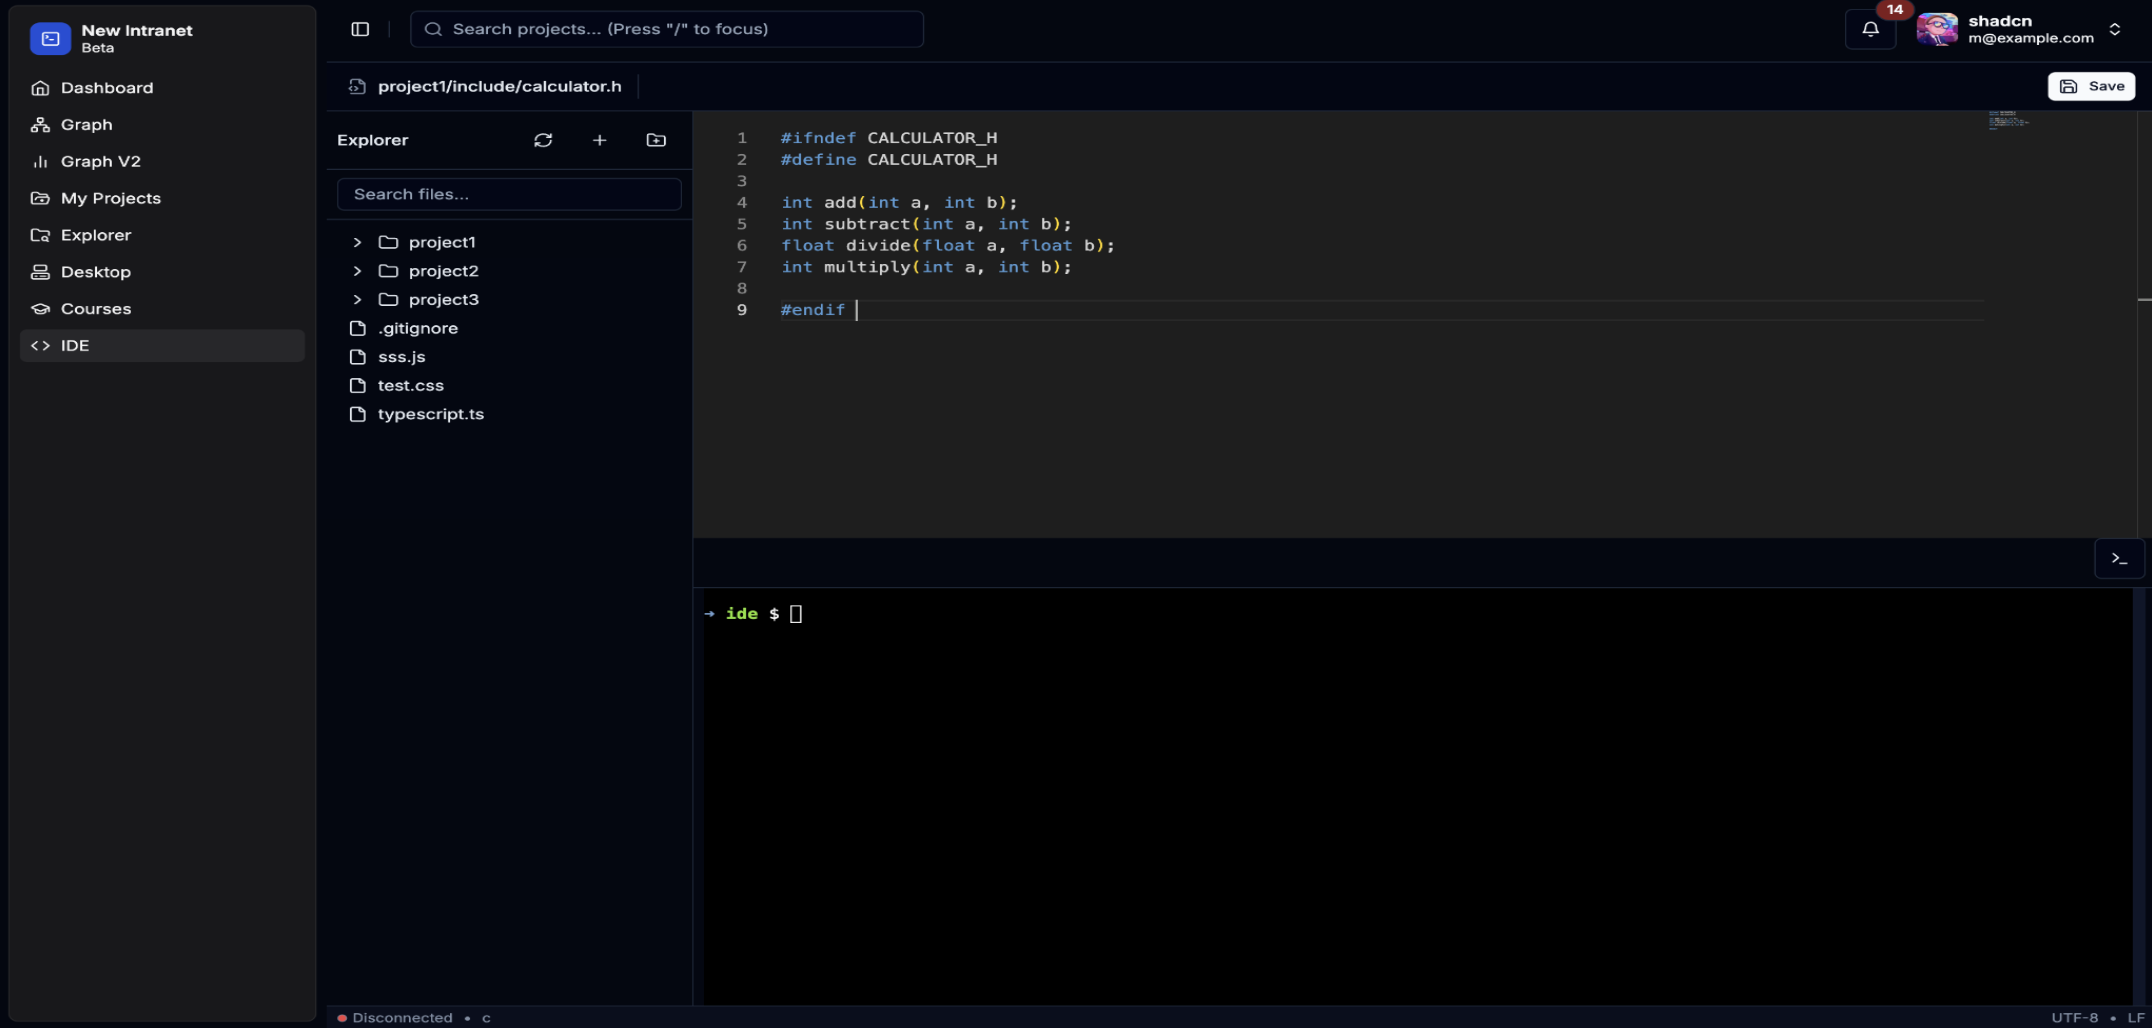 New Intranet
Beta
Dashboard
Graph
Graph V2
My Projects
Explorer
Desktop
Courses
IDE
Search projects... (Press "/" to focus)
14
shadcn
m@example.com
project1/include/calculator.h
Save
Explorer
Search files...
project1
project2
project3
.gitignore
sss.js
test.css
typescript.ts
1 #ifndef CALCULATOR_H
2 #define CALCULATOR_H
3
4 int add(int a, int b);
5 int subtract(int a, int b);
6 float divide(float a, float b);
7 int multiply(int a, int b);
8
9 #endif
→ ide $
Disconnected • c
UTF-8 • LF